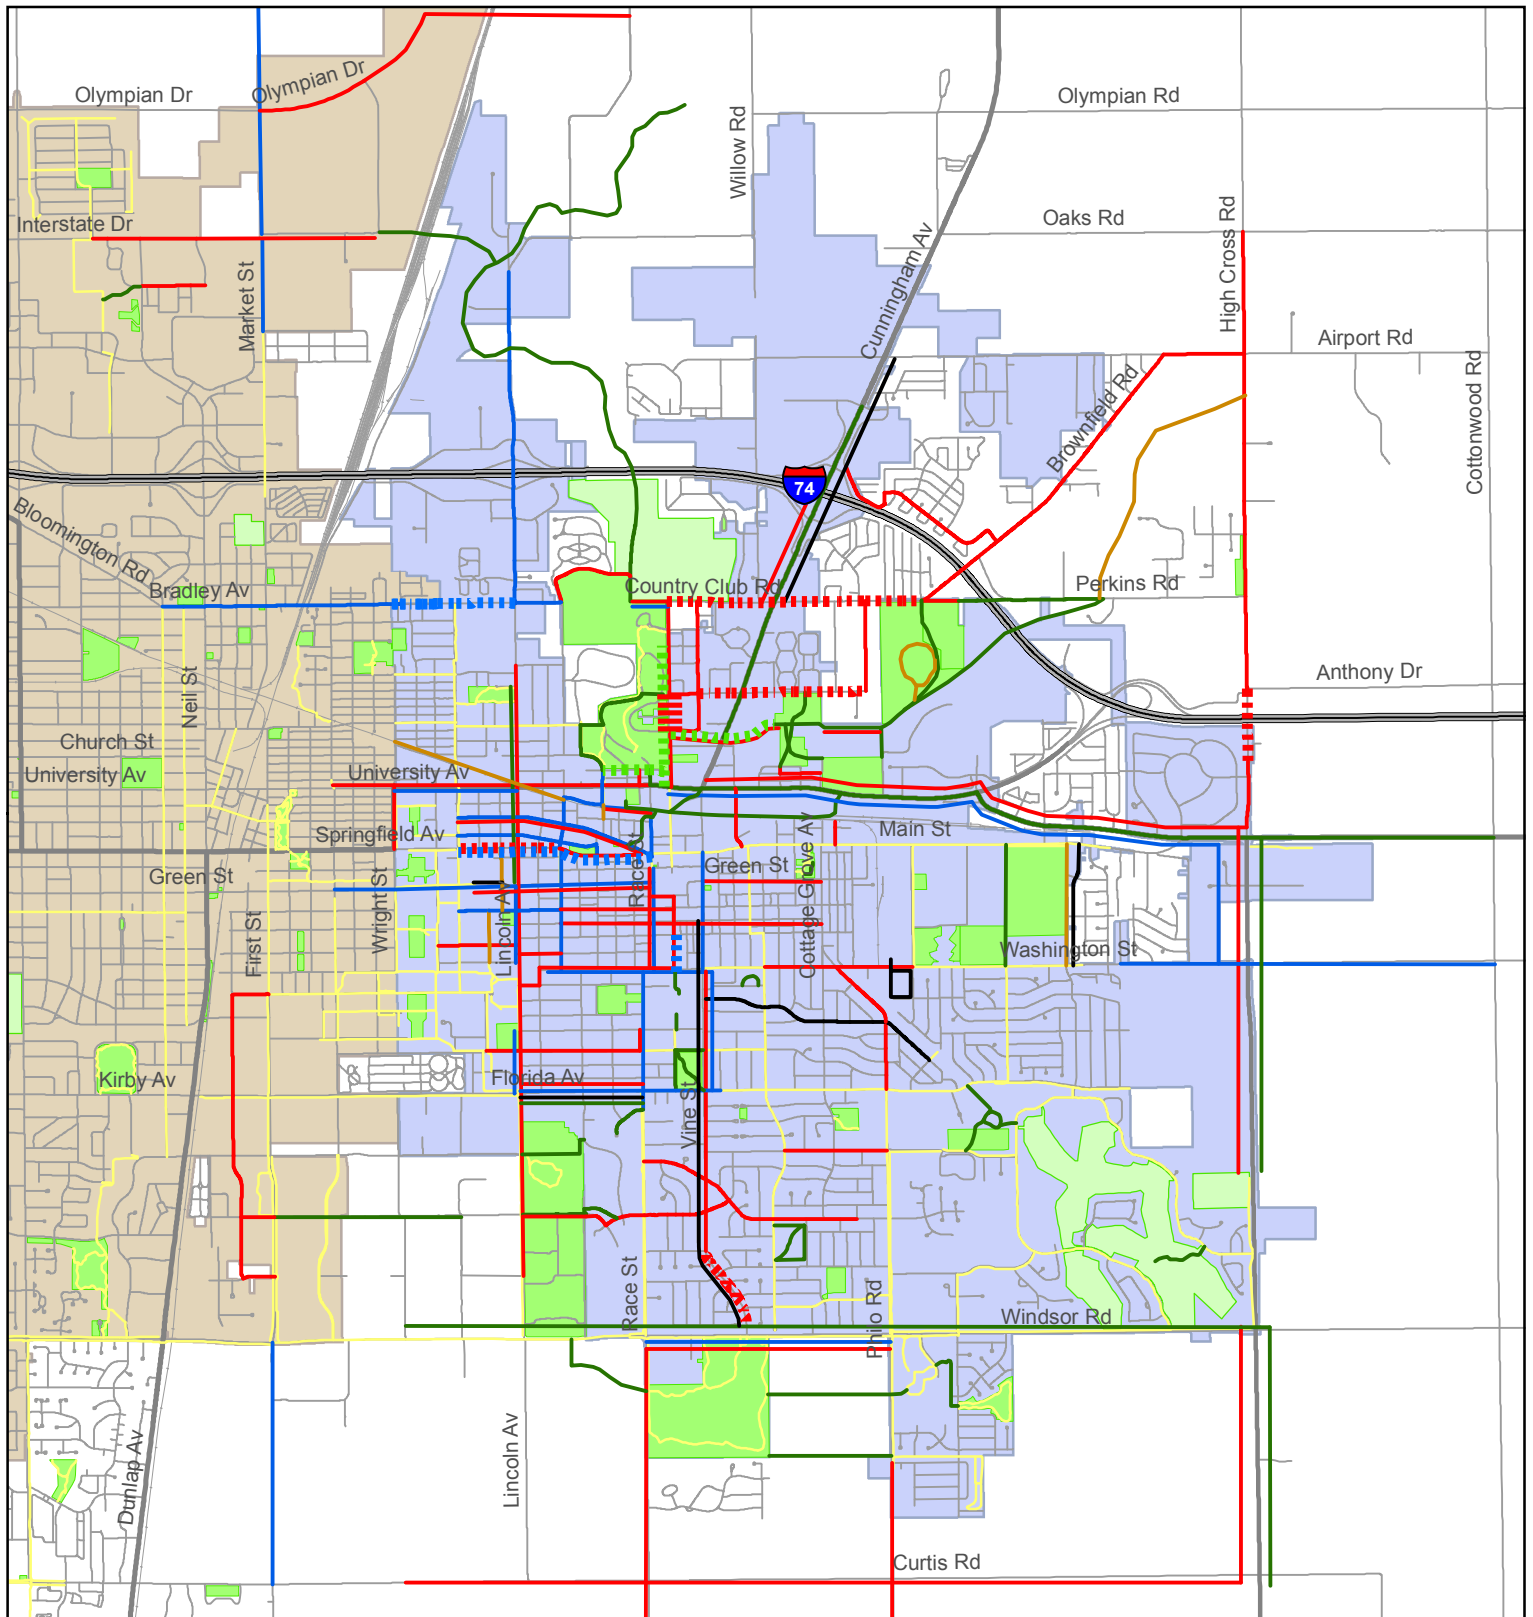 Olympian Dr
Olympian Dr
Olympian Rd
Willow Rd
Interstate Dr
Oaks Rd
High Cross Rd
Market St
Cunningham Av
Airport Rd
Cottonwood Rd
Brownfield Rd
74
Bloomington Rd
Bradley Av
Country Club Rd
Perkins Rd
Anthony Dr
Neil St
Church St
University Av
University Av
Springfield Av
Main St
Race St
Cottage Grove Av
Green St
Green St
Wright St
Lincoln Av
First St
Washington St
Kirby Av
Florida Av
Vine St
Race St
Windsor Rd
Philo Rd
Dunlap Av
Lincoln Av
Curtis Rd